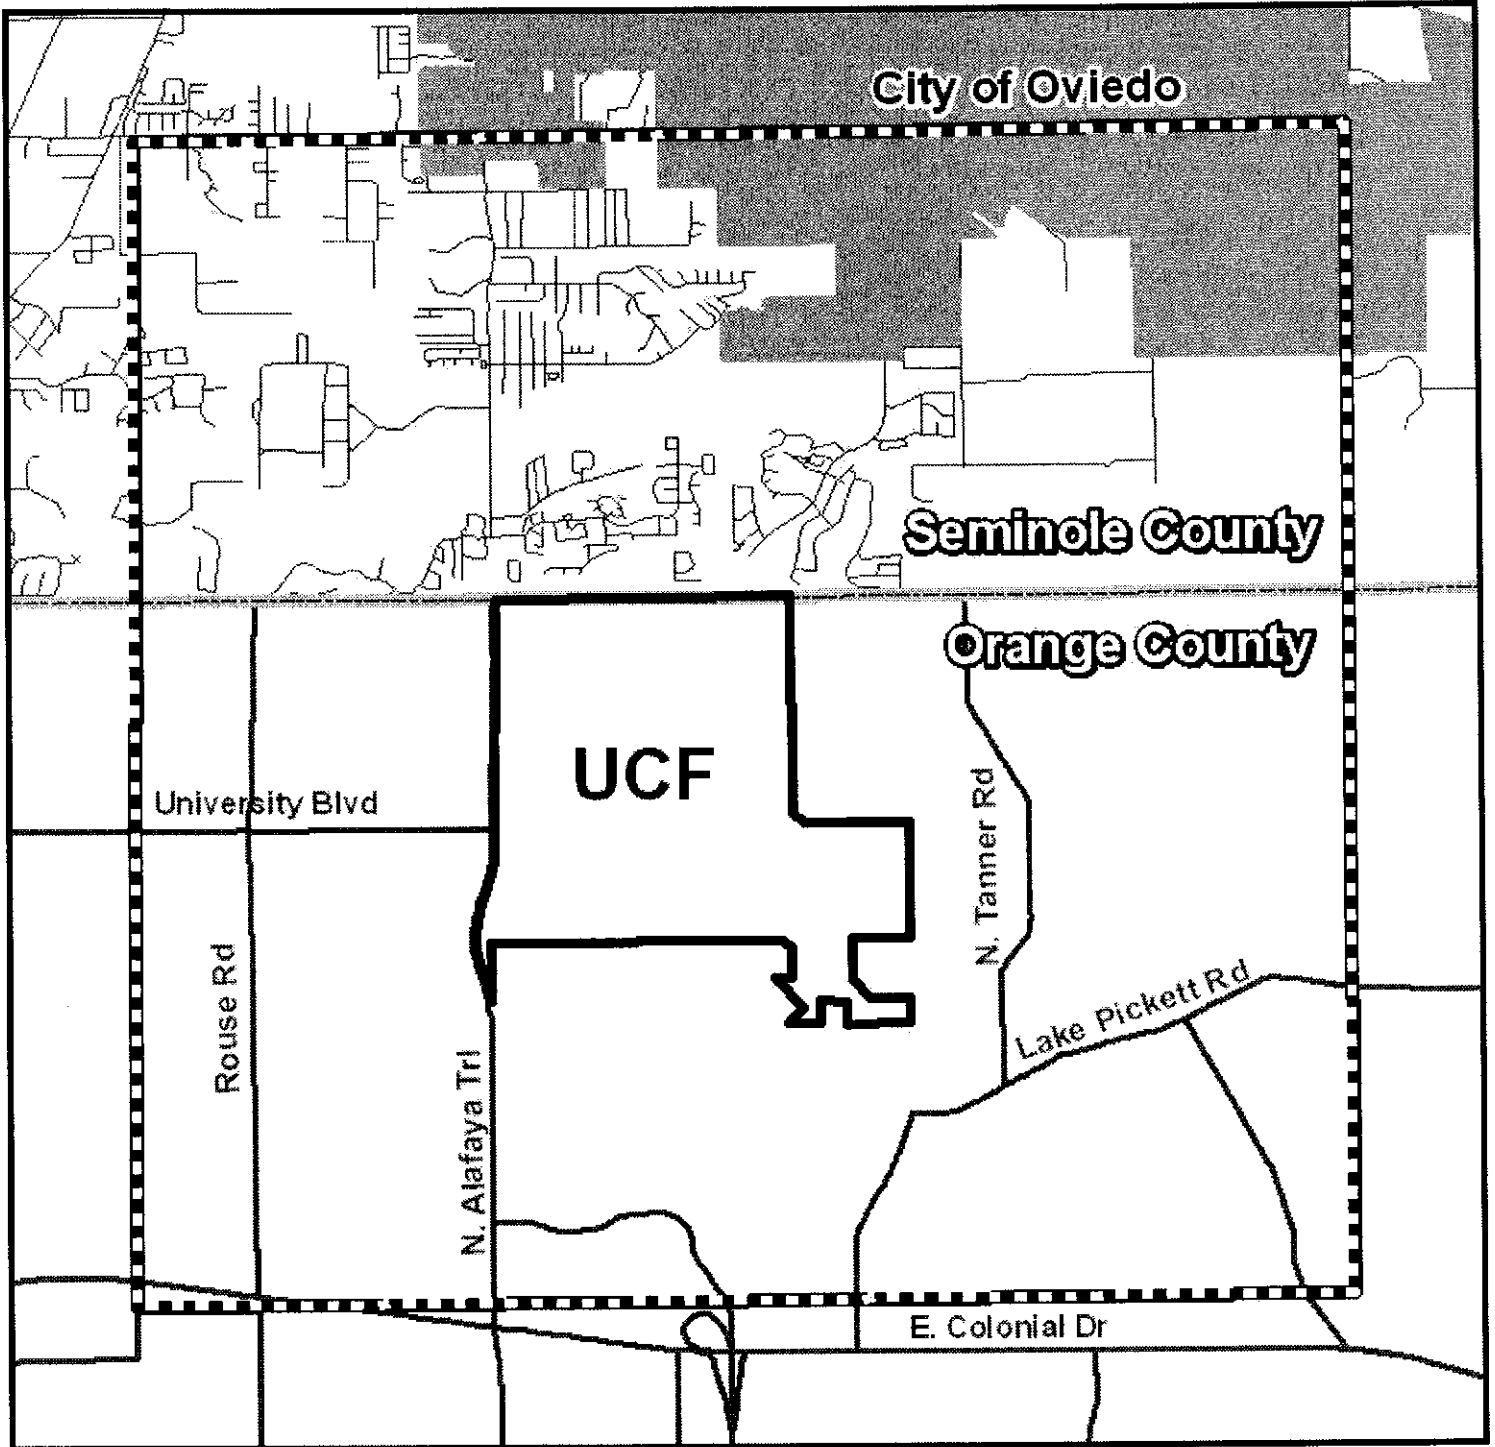 City of Oviedo
Seminole County
Orange County
UCF
University Blvd
N. Tanner Rd
Rouse Rd
Lake Pickett Rd
N. Alafaya Trl
E. Colonial Dr